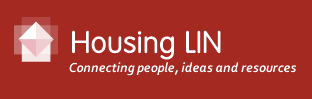 Housing LIN
Connecting people, ideas and resources